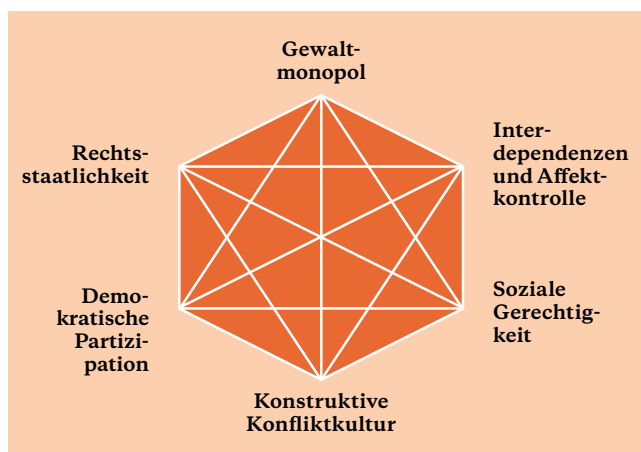 Gewalt-
monopol
Rechts-
staatlichkeit
Inter-
dependenzen
und Affekt-
kontrolle
Demo-
kratische
Partizi-
pation
Soziale
Gerechtig-
keit
Konstruktive
Konfliktkultur